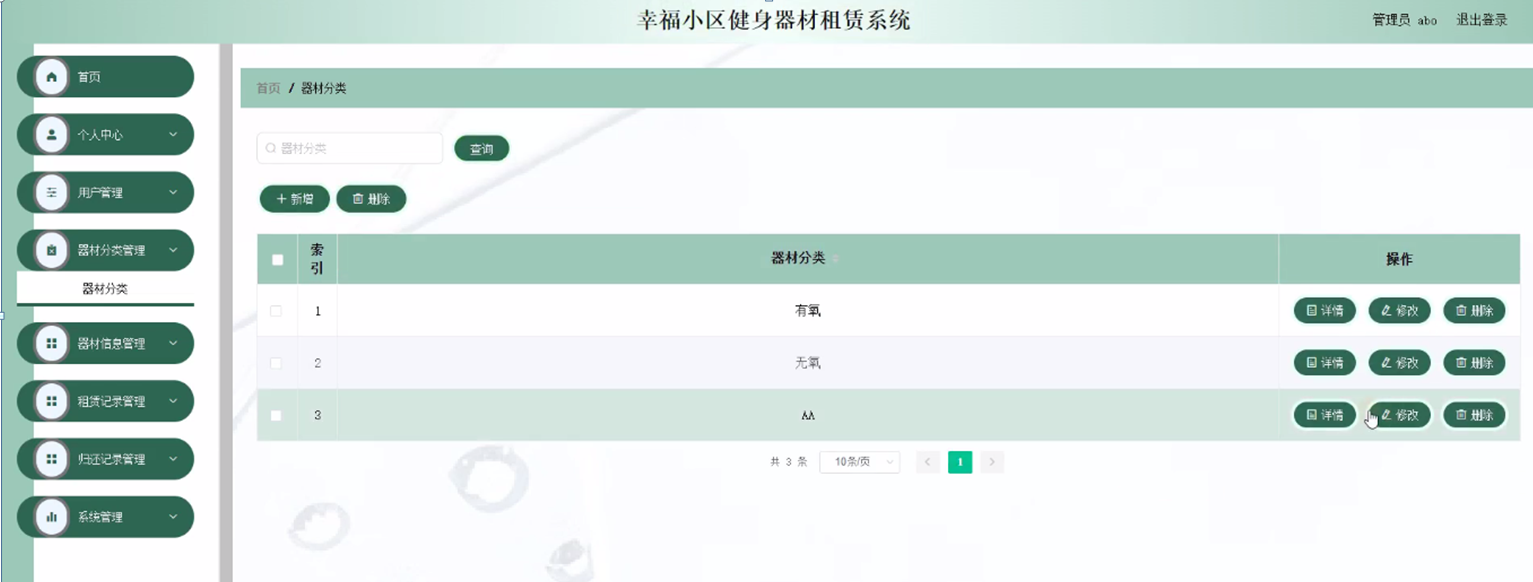 幸福小区健身器材租赁系统
管理员 abo 退出登录
首页
个人中心
用户管理
器材分类管理
器材分类
器材信息管理
租赁记录管理
归还记录管理
系统管理
首页 / 器材分类
器材分类 查询
新增 删除
索引 器材分类 操作
1 有氧 详情 修改 删除
2 无氧 详情 修改 删除
3 AA 详情 修改 删除
共 3 条 10条/页 < 1 >